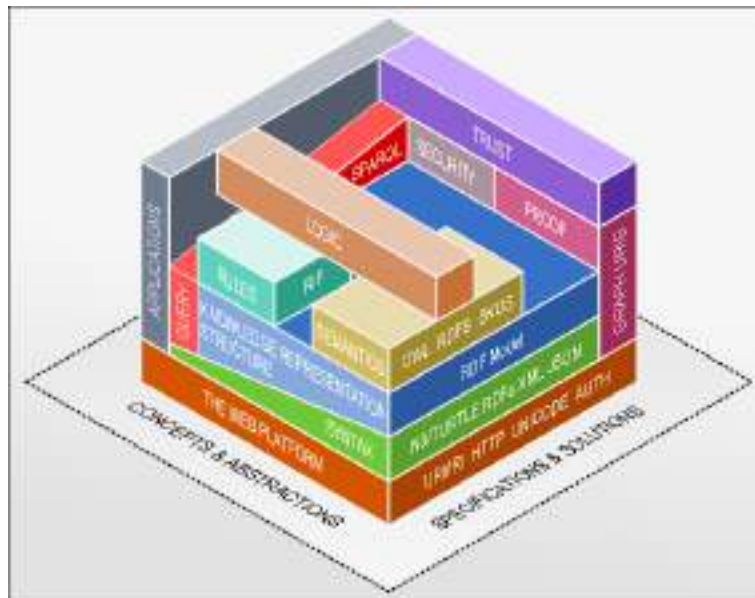 TRUST
SPARQL
SECURITY
PROOF
LOGIC
APPLICATIONS
RULES
RIF
GRAPH URIS
QUERY
SEMANTICS
OWL RDFS SKOS
KNOWLEDGE REPRESENTATION
STRUCTURE
RDF Model
SYNTAX
N3/TURTLE RDFa XML JSON
THE WEB PLATFORM
URI/IRI HTTP UNICODE AUTH
CONCEPTS & ABSTRACTIONS
SPECIFICATIONS & SOLUTIONS